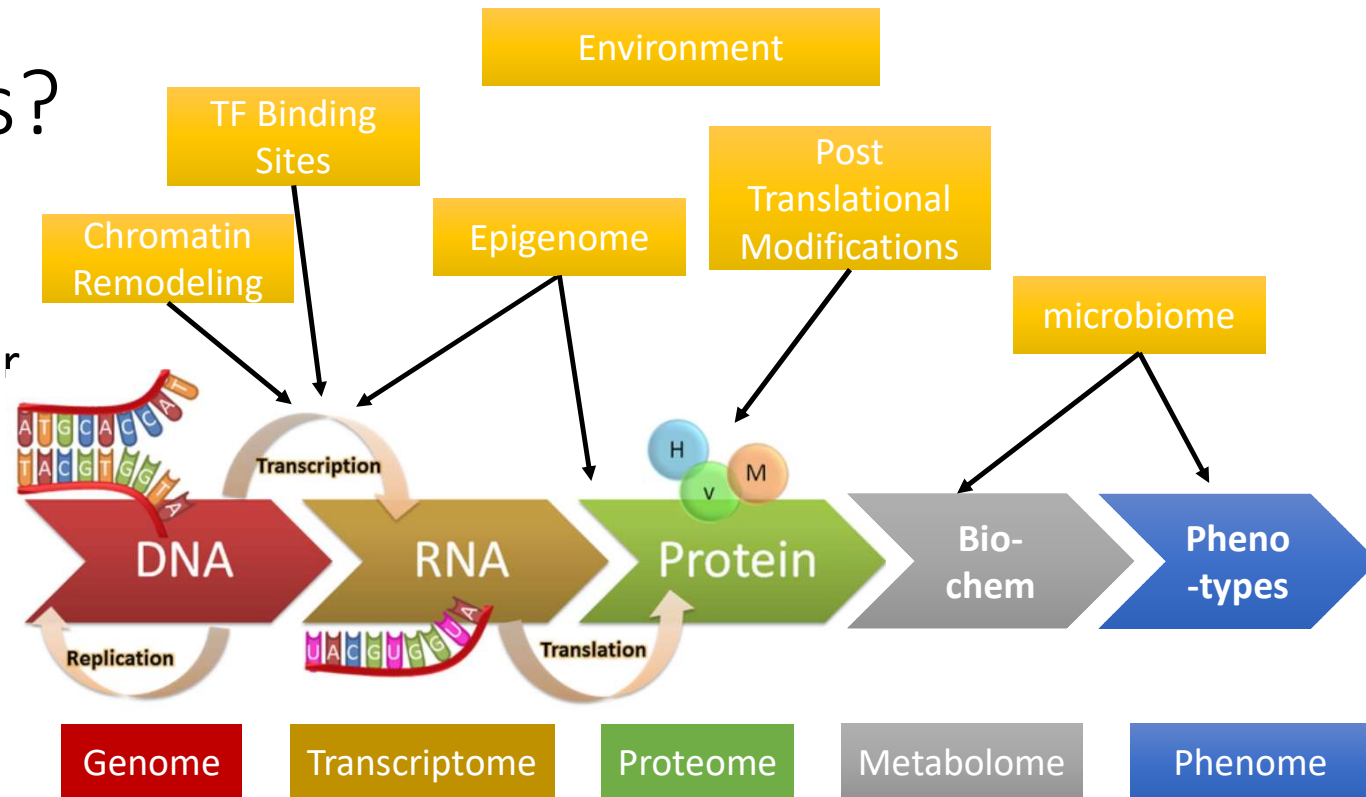 s?
Environment
TF Binding
Sites
Post
Translational
Modifications
Chromatin
Remodeling
Epigenome
microbiome
r
ATGCACCAT
TACGTGGTA
Transcription
H
M
v
DNA
RNA
Protein
Bio-
chem
Pheno
-types
Replication
UACGUGGUA
Translation
Genome
Transcriptome
Proteome
Metabolome
Phenome